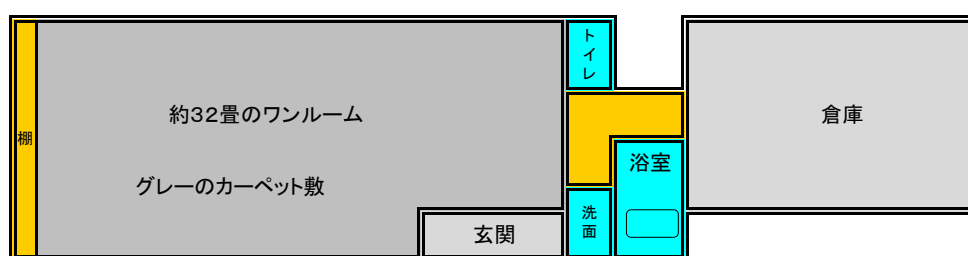 トイレ
約32畳のワンルーム
倉庫
棚
浴室
グレーのカーペット敷
洗面
玄関